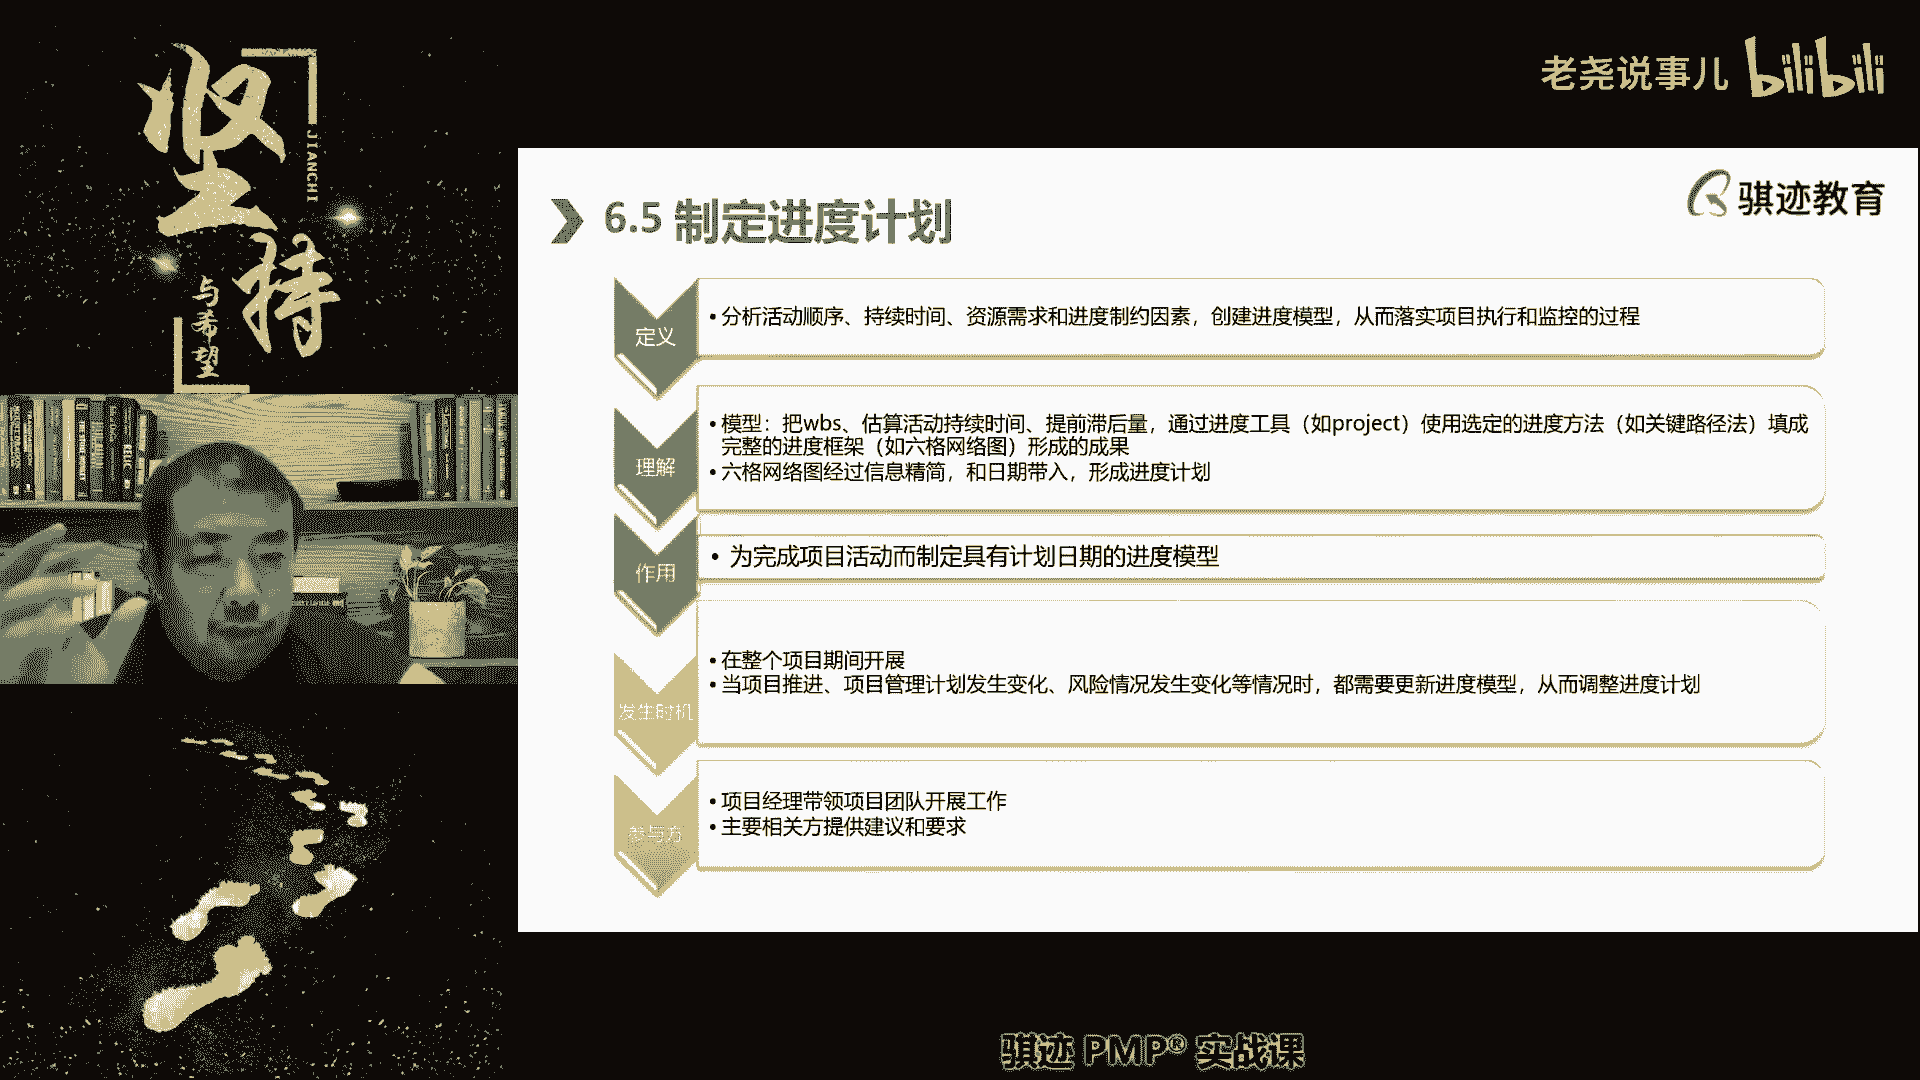 坚持
JIANCHI
与希望
老尧说事儿 bilibili
骐迹教育
6.5 制定进度计划
定义
• 分析活动顺序、持续时间、资源需求和进度制约因素，创建进度模型，从而落实项目执行和监控的过程
理解
• 模型：把wbs、估算活动持续时间、提前滞后量，通过进度工具（如project）使用选定的进度方法（如关键路径法）填成
完整的进度框架（如六格网络图）形成的成果
• 六格网络图经过信息精简，和日期带入，形成进度计划
作用
• 为完成项目活动而制定具有计划日期的进度模型
发生时机
• 在整个项目期间开展
• 当项目推进、项目管理计划发生变化、风险情况发生变化等情况时，都需要更新进度模型，从而调整进度计划
参与方
• 项目经理带领项目团队开展工作
• 主要相关方提供建议和要求
骐迹 PMP® 实战课